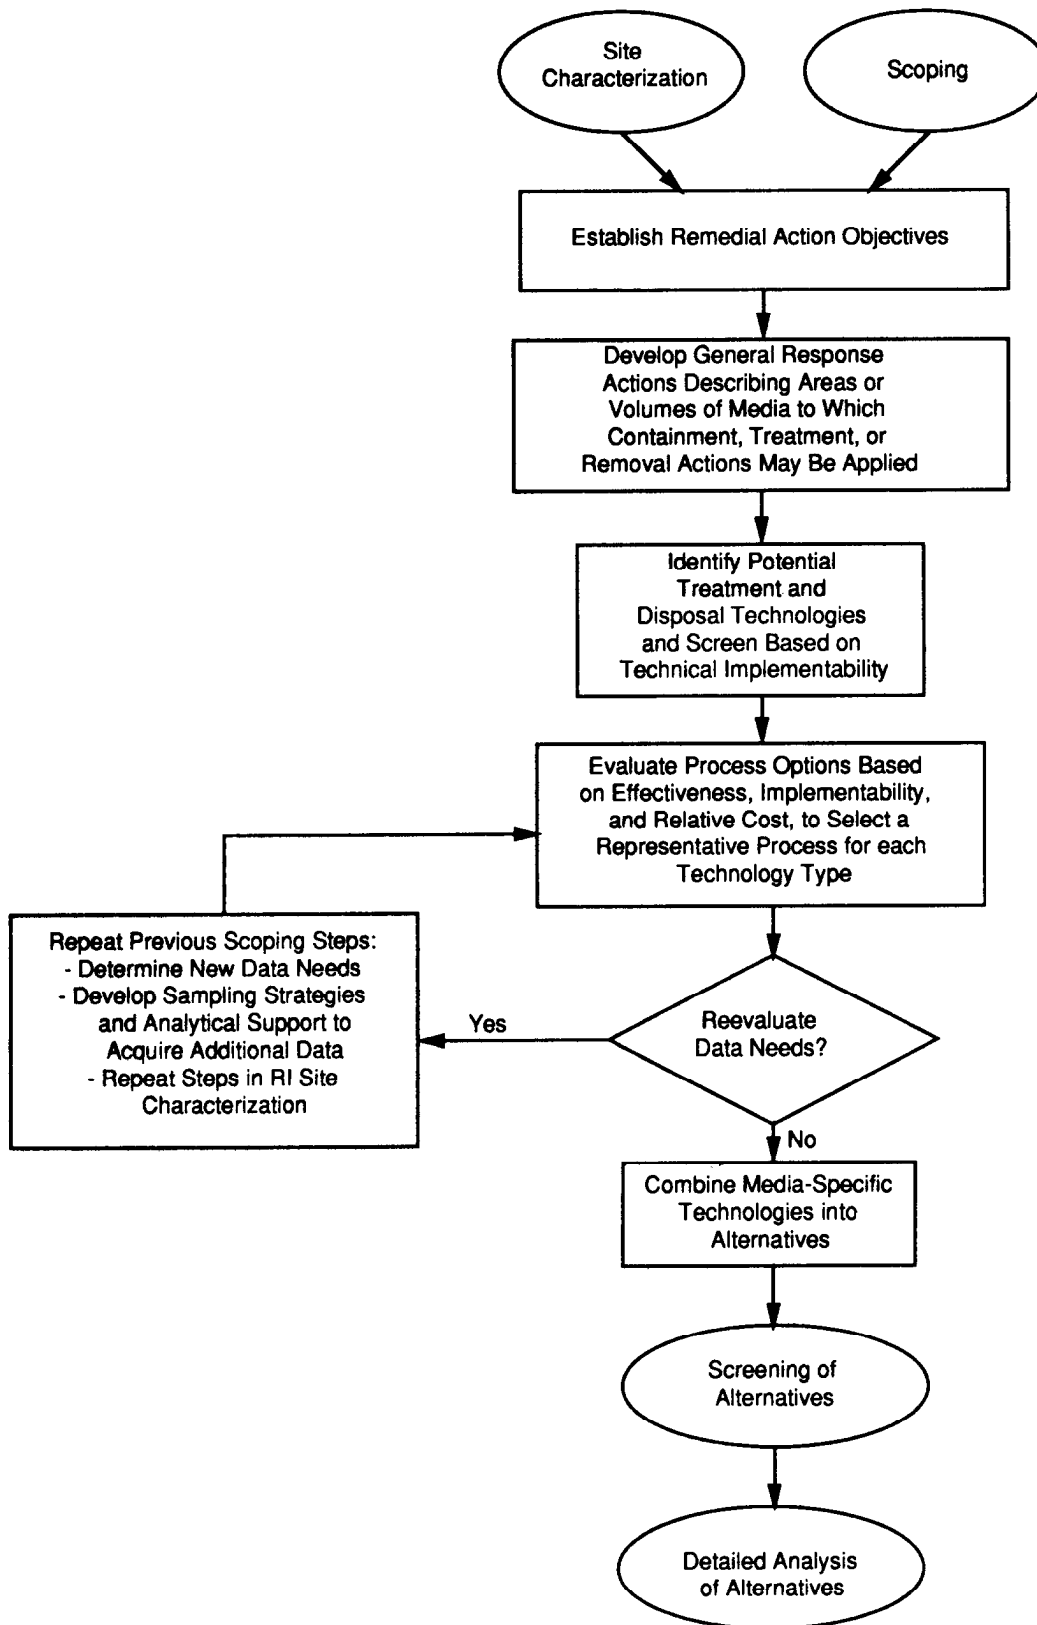 Site
Characterization
Scoping
Establish Remedial Action Objectives
Develop General Response
Actions Describing Areas or
Volumes of Media to Which
Containment, Treatment, or
Removal Actions May Be Applied
Identify Potential
Treatment and
Disposal Technologies
and Screen Based on
Technical Implementability
Evaluate Process Options Based
on Effectiveness, Implementability,
and Relative Cost, to Select a
Representative Process for each
Technology Type
Repeat Previous Scoping Steps:
- Determine New Data Needs
- Develop Sampling Strategies
and Analytical Support to
Acquire Additional Data
- Repeat Steps in RI Site
Characterization
Yes
Reevaluate
Data Needs?
No
Combine Media-Specific
Technologies into
Alternatives
Screening of
Alternatives
Detailed Analysis
of Alternatives